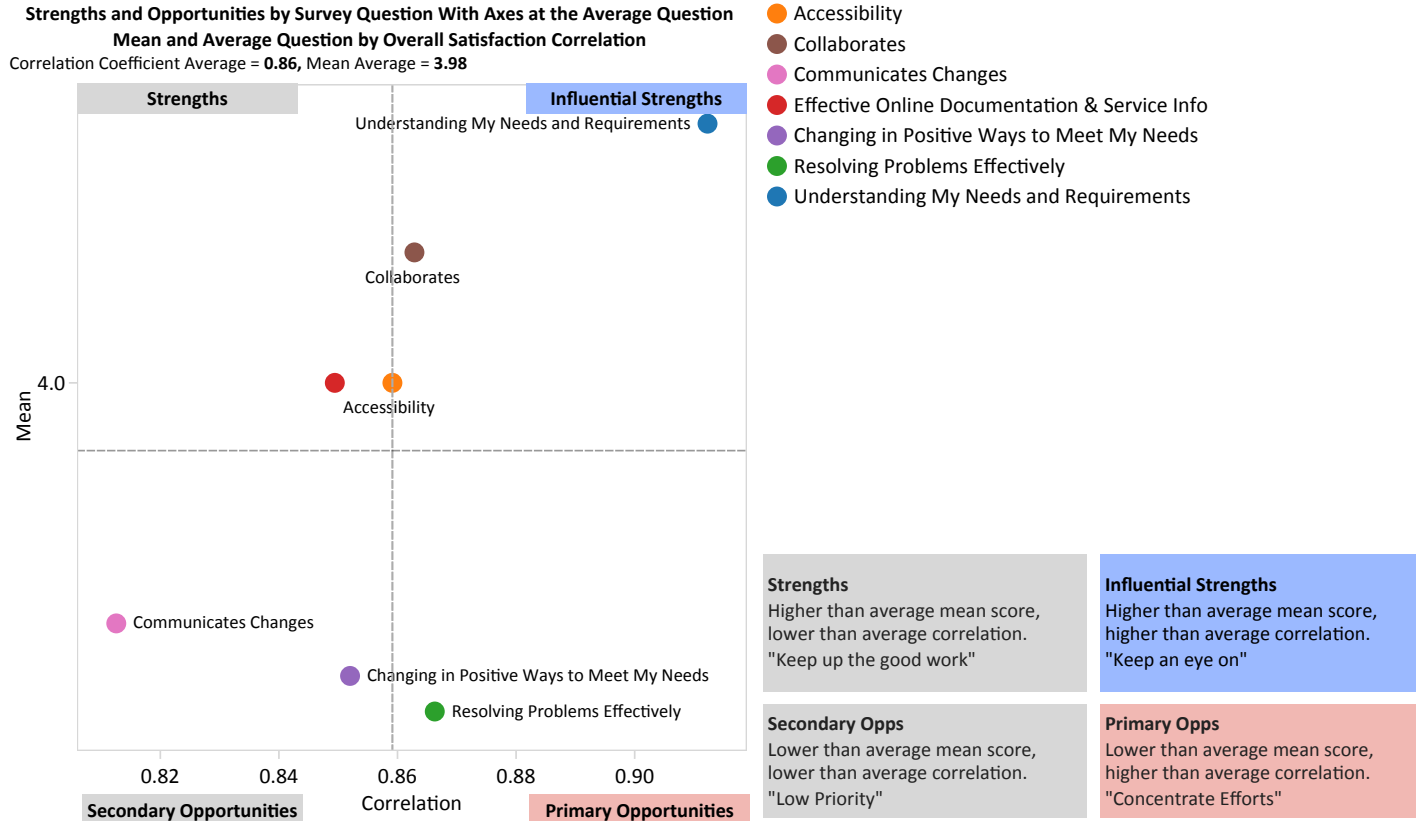 Strengths and Opportunities by Survey Question With Axes at the Average Question
Mean and Average Question by Overall Satisfaction Correlation
Correlation Coefficient Average = 0.86, Mean Average = 3.98
Strengths
Influential Strengths
Understanding My Needs and Requirements
Collaborates
4.0
Accessibility
Mean
Communicates Changes
Changing in Positive Ways to Meet My Needs
Resolving Problems Effectively
0.82 0.84 0.86 0.88 0.90
Correlation
Secondary Opportunities
Primary Opportunities
Accessibility
Collaborates
Communicates Changes
Effective Online Documentation & Service Info
Changing in Positive Ways to Meet My Needs
Resolving Problems Effectively
Understanding My Needs and Requirements
Strengths
Higher than average mean score,
lower than average correlation.
"Keep up the good work"
Influential Strengths
Higher than average mean score,
higher than average correlation.
"Keep an eye on"
Secondary Opps
Lower than average mean score,
lower than average correlation.
"Low Priority"
Primary Opps
Lower than average mean score,
higher than average correlation.
"Concentrate Efforts"